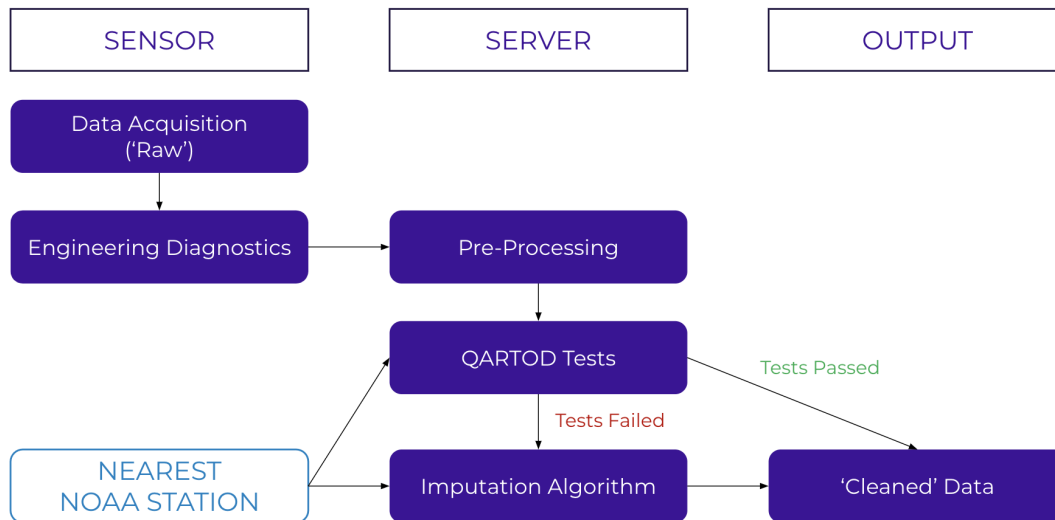 SENSOR
SERVER
OUTPUT
Data Acquisition
(‘Raw’)
Engineering Diagnostics
Pre-Processing
QARTOD Tests
Tests Passed
Tests Failed
NEAREST
NOAA STATION
Imputation Algorithm
‘Cleaned’ Data